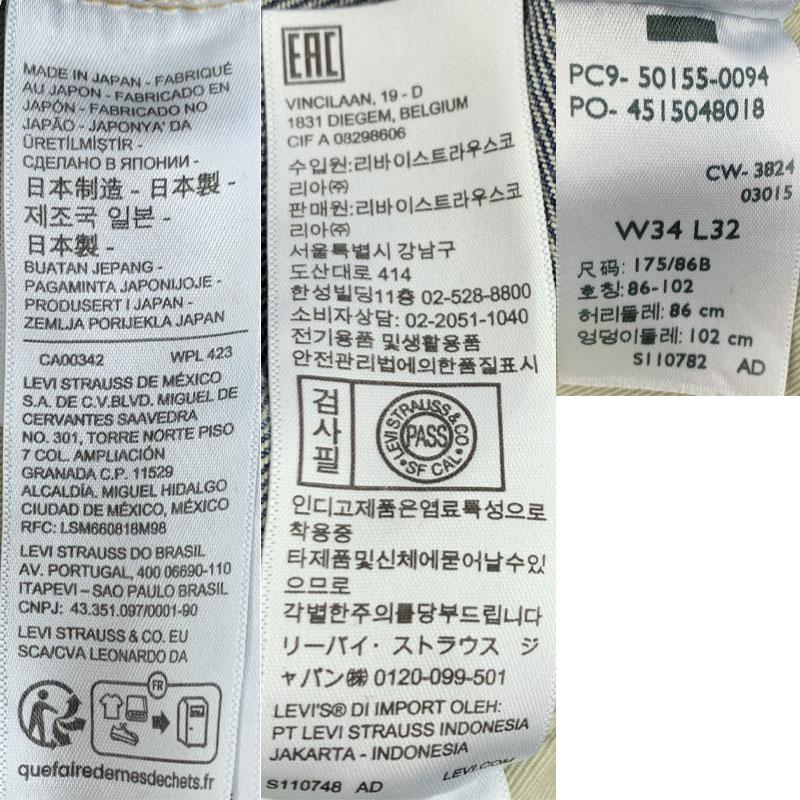 MADE IN JAPAN - FABRIQUÉ
AU JAPON - FABRICADO EN
JAPÓN - FABRICADO NO
JAPÃO - JAPONYA' DA
ÜRETİLMİŞTİR -
СДЕЛАНО В ЯПОНИИ -
日本制造 - 日本製 -
제조국 일본 -
日本製 -
BUATAN JEPANG -
PAGAMINTA JAPONIJOJE -
PRODUSERT I JAPAN -
ZEMLJA PORIJEKLA JAPAN
CA00342 WPL 423
LEVI STRAUSS DE MÉXICO
S.A. DE C.V.BLVD. MIGUEL DE
CERVANTES SAAVEDRA
NO. 301, TORRE NORTE PISO
7 COL. AMPLIACIÓN
GRANADA C.P. 11529
ALCALDÍA. MIGUEL HIDALGO
CIUDAD DE MÉXICO, MÉXICO
RFC: LSM660818M98
LEVI STRAUSS DO BRASIL
AV. PORTUGAL, 400 06690-110
ITAPEVI – SAO PAULO BRASIL
CNPJ: 43.351.097/0001-90
LEVI STRAUSS & CO. EU
SCA/CVA LEONARDO DA
FR
quefairedemesdechets.fr
EAC
VINCILAAN, 19 - D
1831 DIEGEM, BELGIUM
CIF A 08298606
수입원:리바이스트라우스코
리아㈜
판매원:리바이스트라우스코
리아㈜
서울특별시 강남구
도산대로 414
한성빌딩11층 02-528-8800
소비자상담: 02-2051-1040
전기용품 및생활용품
안전관리법에의한품질표시
검사필
LEVI STRAUSS & CO
PASS
SF CAL
인디고제품은염료특성으로
착용중
타제품및신체에묻어날수있
으므로
각별한주의를당부드립니다
リーバイ・ストラウス ジ
ャパン㈱ 0120-099-501
LEVI'S® DI IMPORT OLEH:
PT LEVI STRAUSS INDONESIA
JAKARTA - INDONESIA
LEVI.COM
S110748 AD
PC9- 50155-0094
PO- 4515048018
CW- 3824
03015
W34 L32
尺码: 175/86B
호칭:86-102
허리둘레: 86 cm
엉덩이둘레: 102 cm
S110782 AD